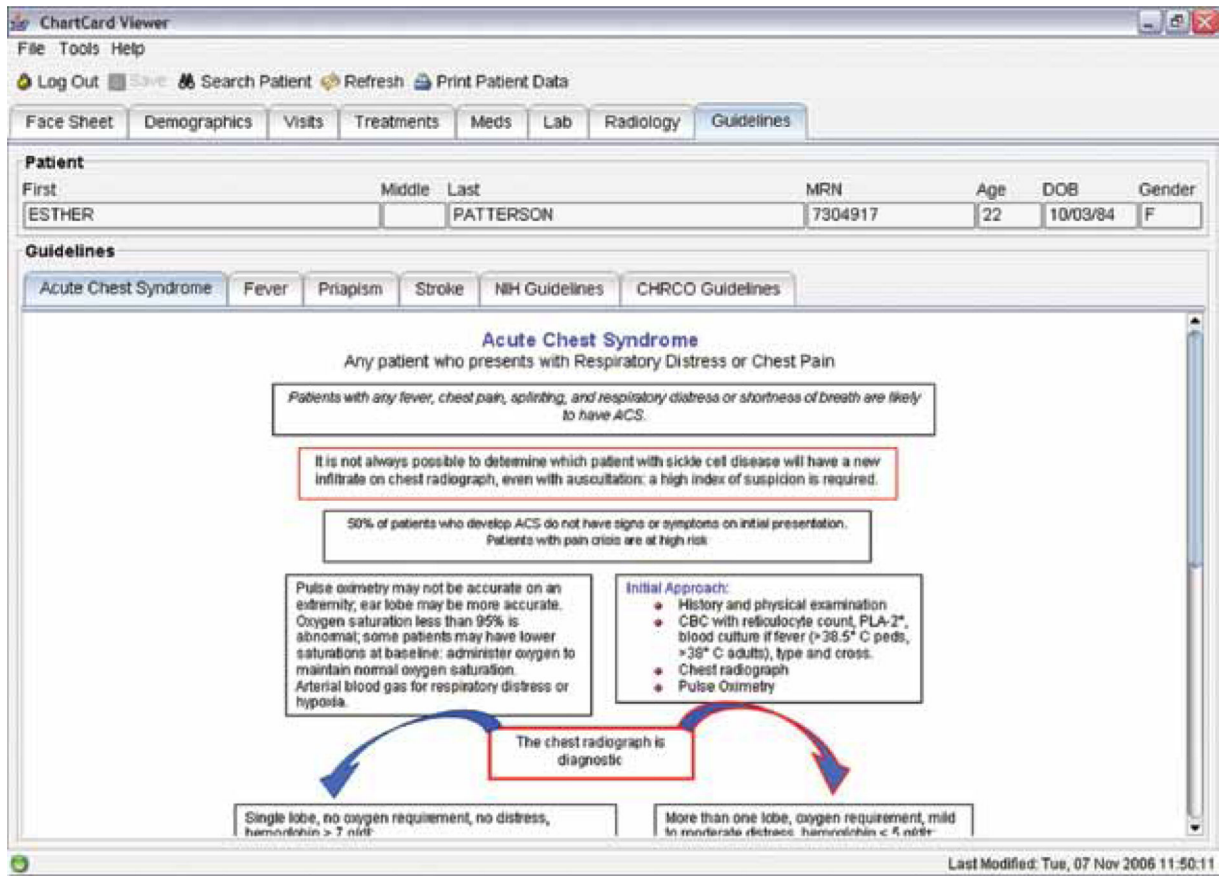 ChartCard Viewer
File Tools Help
Log Out Save Search Patient Refresh Print Patient Data
Face Sheet Demographics Visits Treatments Meds Lab Radiology Guidelines
Patient
First Middle Last MRN Age DOB Gender
ESTHER PATTERSON 7304917 22 10/03/84 F
Guidelines
Acute Chest Syndrome Fever Priapism Stroke NIH Guidelines CHRCO Guidelines
Acute Chest Syndrome
Any patient who presents with Respiratory Distress or Chest Pain
Patients with any fever, chest pain, splinting, and respiratory distress or shortness of breath are likely
to have ACS.
It is not always possible to determine which patient with sickle cell disease will have a new
infiltrate on chest radiograph, even with auscultation: a high index of suspicion is required.
50% of patients who develop ACS do not have signs or symptoms on initial presentation.
Patients with pain crisis are at high risk
Pulse oximetry may not be accurate on an
extremity; ear lobe may be more accurate.
Oxygen saturation less than 95% is
abnormal; some patients may have lower
saturations at baseline: administer oxygen to
maintain normal oxygen saturation.
Arterial blood gas for respiratory distress or
hypoxia.
Initial Approach:
History and physical examination
CBC with reticulocyte count, PLA-2*,
blood culture if fever (>38.5° C peds,
>38° C adults), type and cross.
Chest radiograph
Pulse Oximetry
The chest radiograph is
diagnostic
Single lobe, no oxygen requirement, no distress,
hemoglobin > 7 g/dl:
More than one lobe, oxygen requirement, mild
to moderate distress, hemoglobin < 5 g/dl+:
Last Modified: Tue, 07 Nov 2006 11:50:11